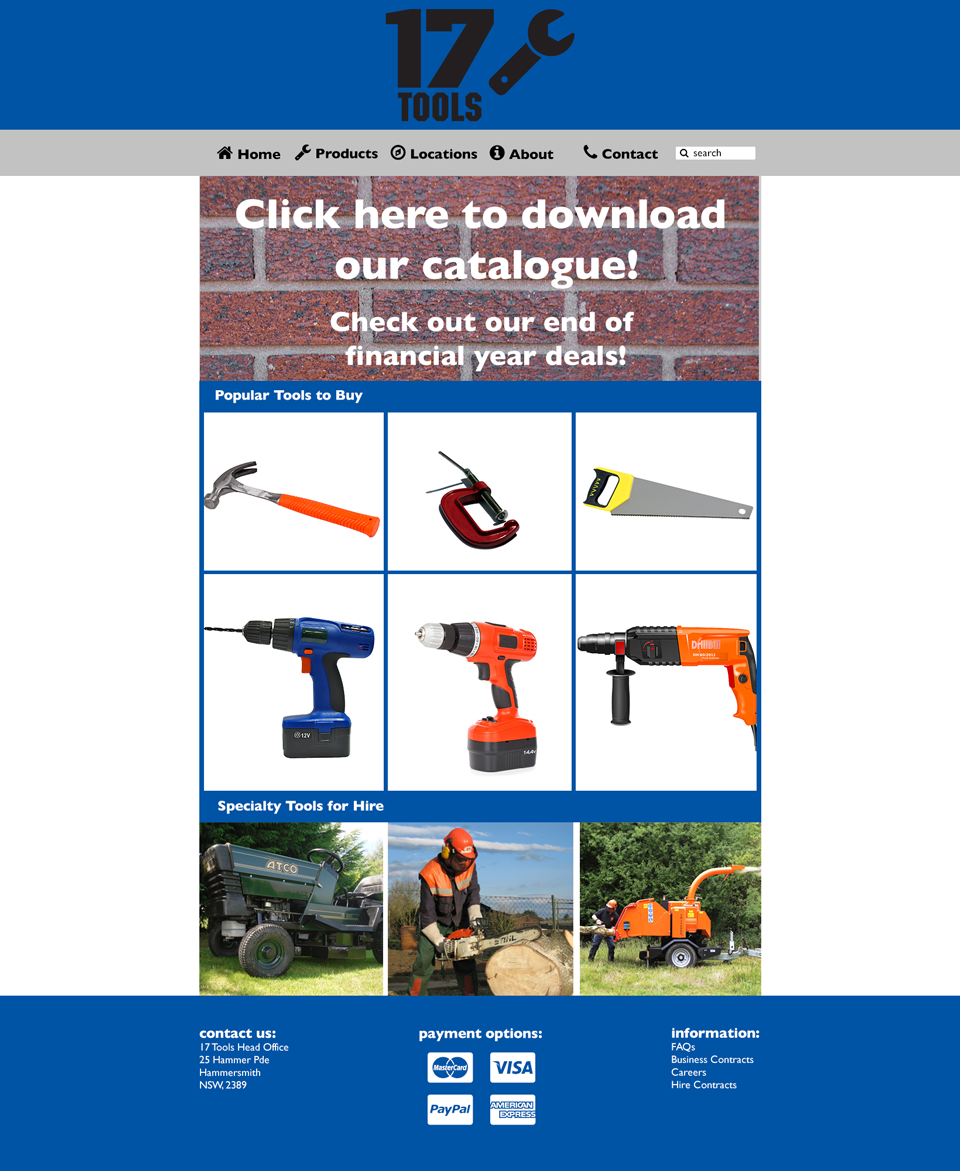 17
TOOLS
Home
Products
Locations
About
Contact
search
Click here to download
our catalogue!
Check out our end of
financial year deals!
Popular Tools to Buy
12V
14.4v
Specialty Tools for Hire
ATCO
STIHL
contact us:
17 Tools Head Office
25 Hammer Pde
Hammersmith
NSW, 2389
payment options:
MasterCard
VISA
PayPal
AMERICAN
EXPRESS
information:
FAQs
Business Contracts
Careers
Hire Contracts